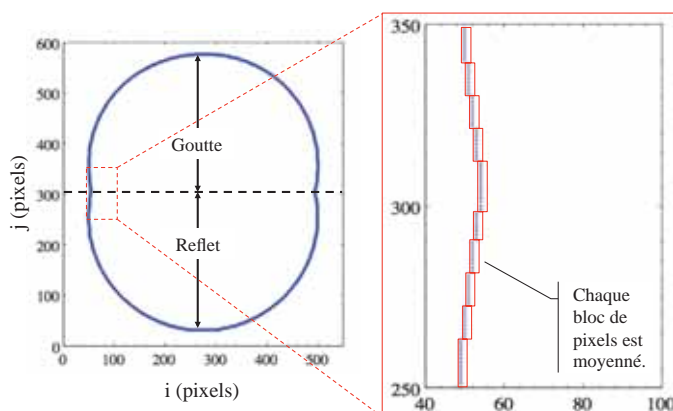 600
500
400
300
200
100
0
j (pixels)
0 100 200 300 400 500
i (pixels)
Goutte
Reflet
350
300
250
40 60 80 100
Chaque
bloc de
pixels est
moyenné.